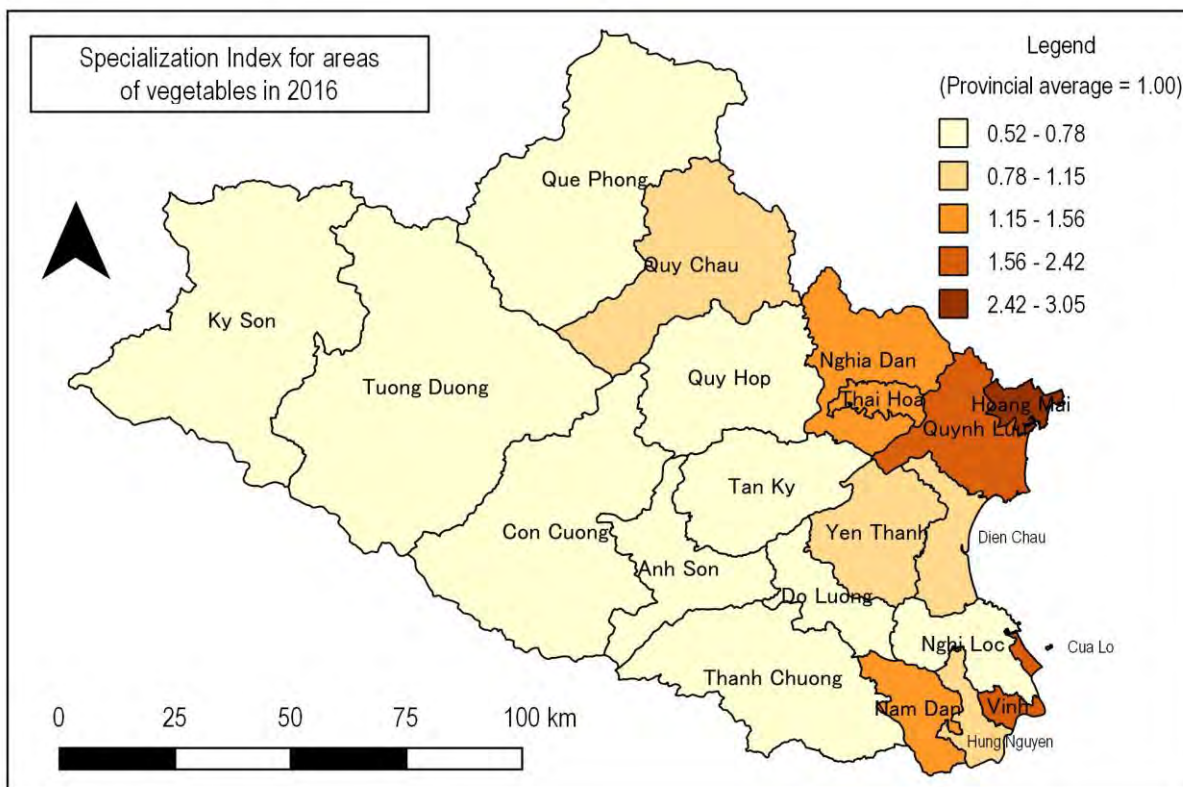 Specialization Index for areas
of vegetables in 2016
Legend
(Provincial average = 1.00)
0.52 - 0.78
0.78 - 1.15
1.15 - 1.56
1.56 - 2.42
2.42 - 3.05
Que Phong
Quy Chau
Ky Son
Nghia Dan
Quy Hop
Tuong Duong
Thai Hoa
Hoang Mai
Quynh Luu
Tan Ky
Con Cuong
Yen Thanh
Dien Chau
Anh Son
Do Luong
Nghi Loc
Cua Lo
Thanh Chuong
Nam Dan
Vinh
Hung Nguyen
0 25 50 75 100 km